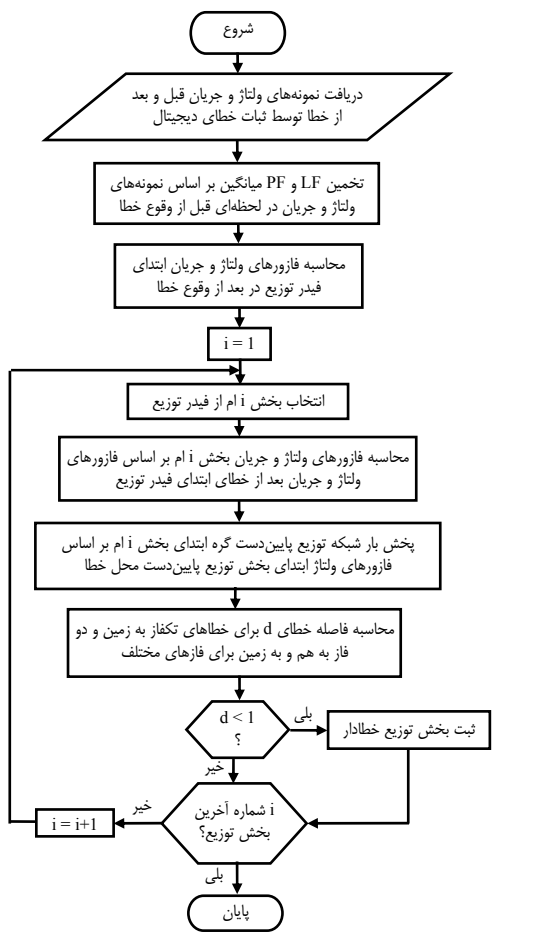 شروع
دریافت نمونه‌های ولتاژ و جریان قبل و بعد
از خطا توسط ثبات خطای دیجیتال
تخمین LF و PF میانگین بر اساس نمونه‌های
ولتاژ و جریان در لحظه‌ای قبل از وقوع خطا
محاسبه فازورهای ولتاژ و جریان ابتدای
فیدر توزیع در بعد از وقوع خطا
i = 1
انتخاب بخش i ام از فیدر توزیع
محاسبه فازورهای ولتاژ و جریان بخش i ام بر اساس فازورهای
ولتاژ و جریان بعد از خطای ابتدای فیدر توزیع
پخش بار شبکه توزیع پایین‌دست گره ابتدای بخش i ام بر اساس
فازورهای ولتاژ ابتدای بخش توزیع پایین‌دست محل خطا
محاسبه فاصله خطای d برای خطاهای تکفاز به زمین و دو
فاز به هم و به زمین برای فازهای مختلف
d < 1
؟
بلی
ثبت بخش توزیع خطادار
خیر
i شماره آخرین
بخش توزیع؟
خیر
i = i+1
بلی
پایان